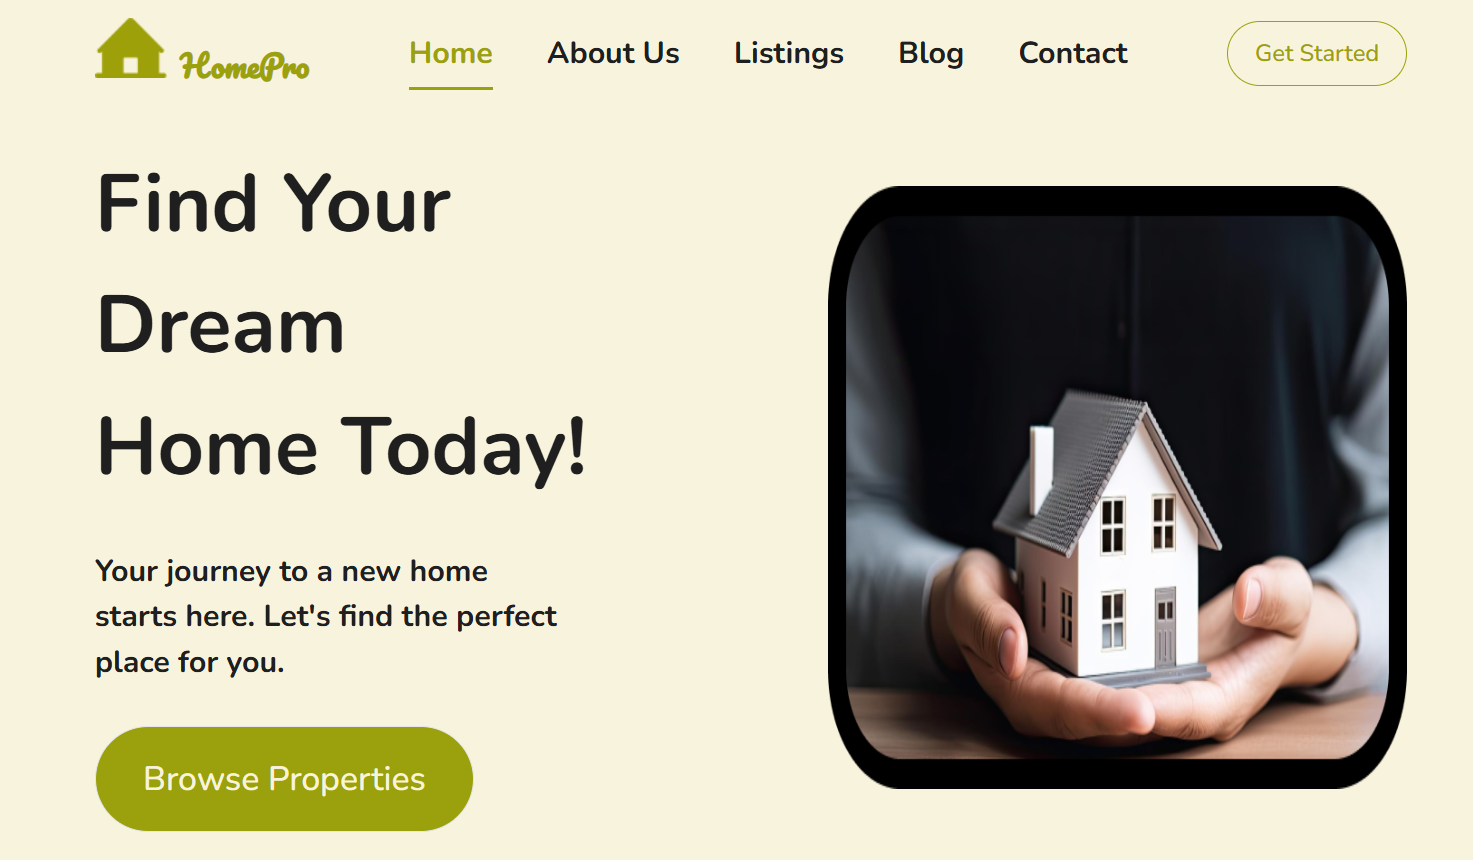 HomePro
Home
About Us
Listings
Blog
Contact
Get Started
Find Your
Dream
Home Today!
Your journey to a new home
starts here. Let's find the perfect
place for you.
Browse Properties